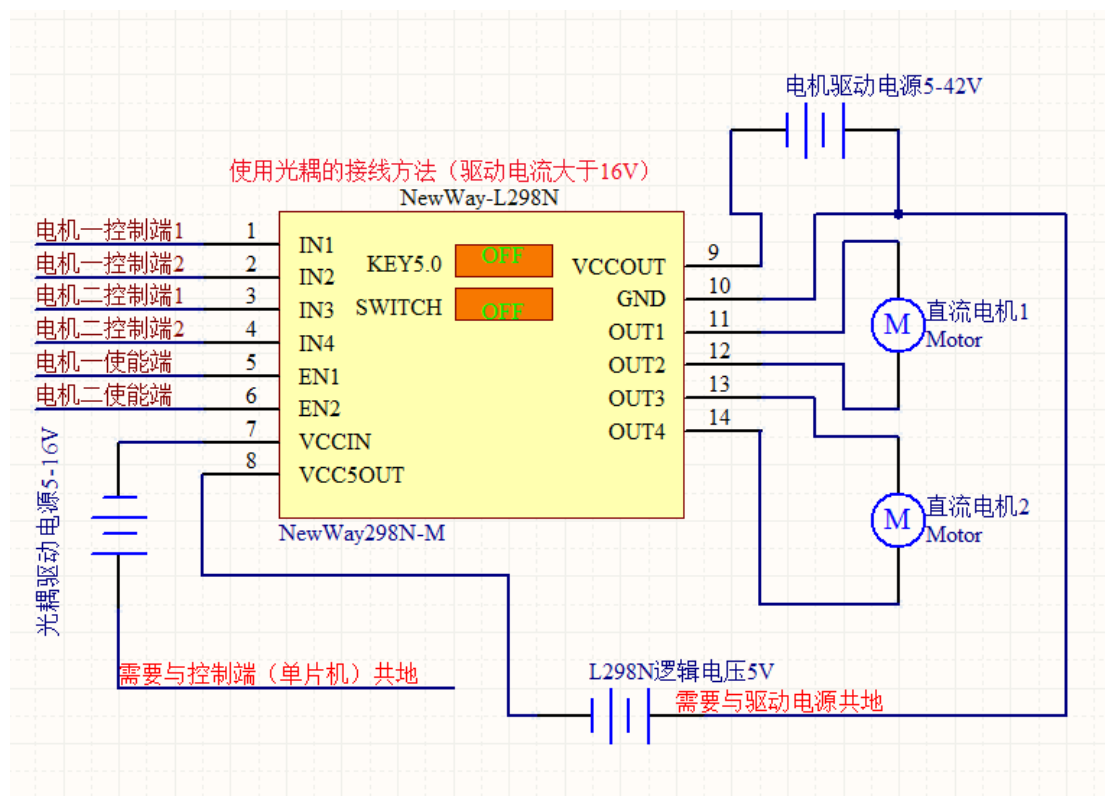 电机驱动电源5-42V
使用光耦的接线方法（驱动电流大于16V）
NewWay-L298N
电机一控制端1
1
IN1
电机一控制端2
2
IN2
电机二控制端1
3
IN3
电机二控制端2
4
IN4
电机一使能端
5
EN1
电机二使能端
6
EN2
7
VCCIN
8
VCC5OUT
KEY5.0
OFF
SWITCH
OFF
VCCOUT
9
GND
10
OUT1
11
OUT2
12
OUT3
13
OUT4
14
M
直流电机1
Motor
M
直流电机2
Motor
NewWay298N-M
光耦驱动电源5-16V
需要与控制端（单片机）共地
L298N逻辑电压5V
需要与驱动电源共地